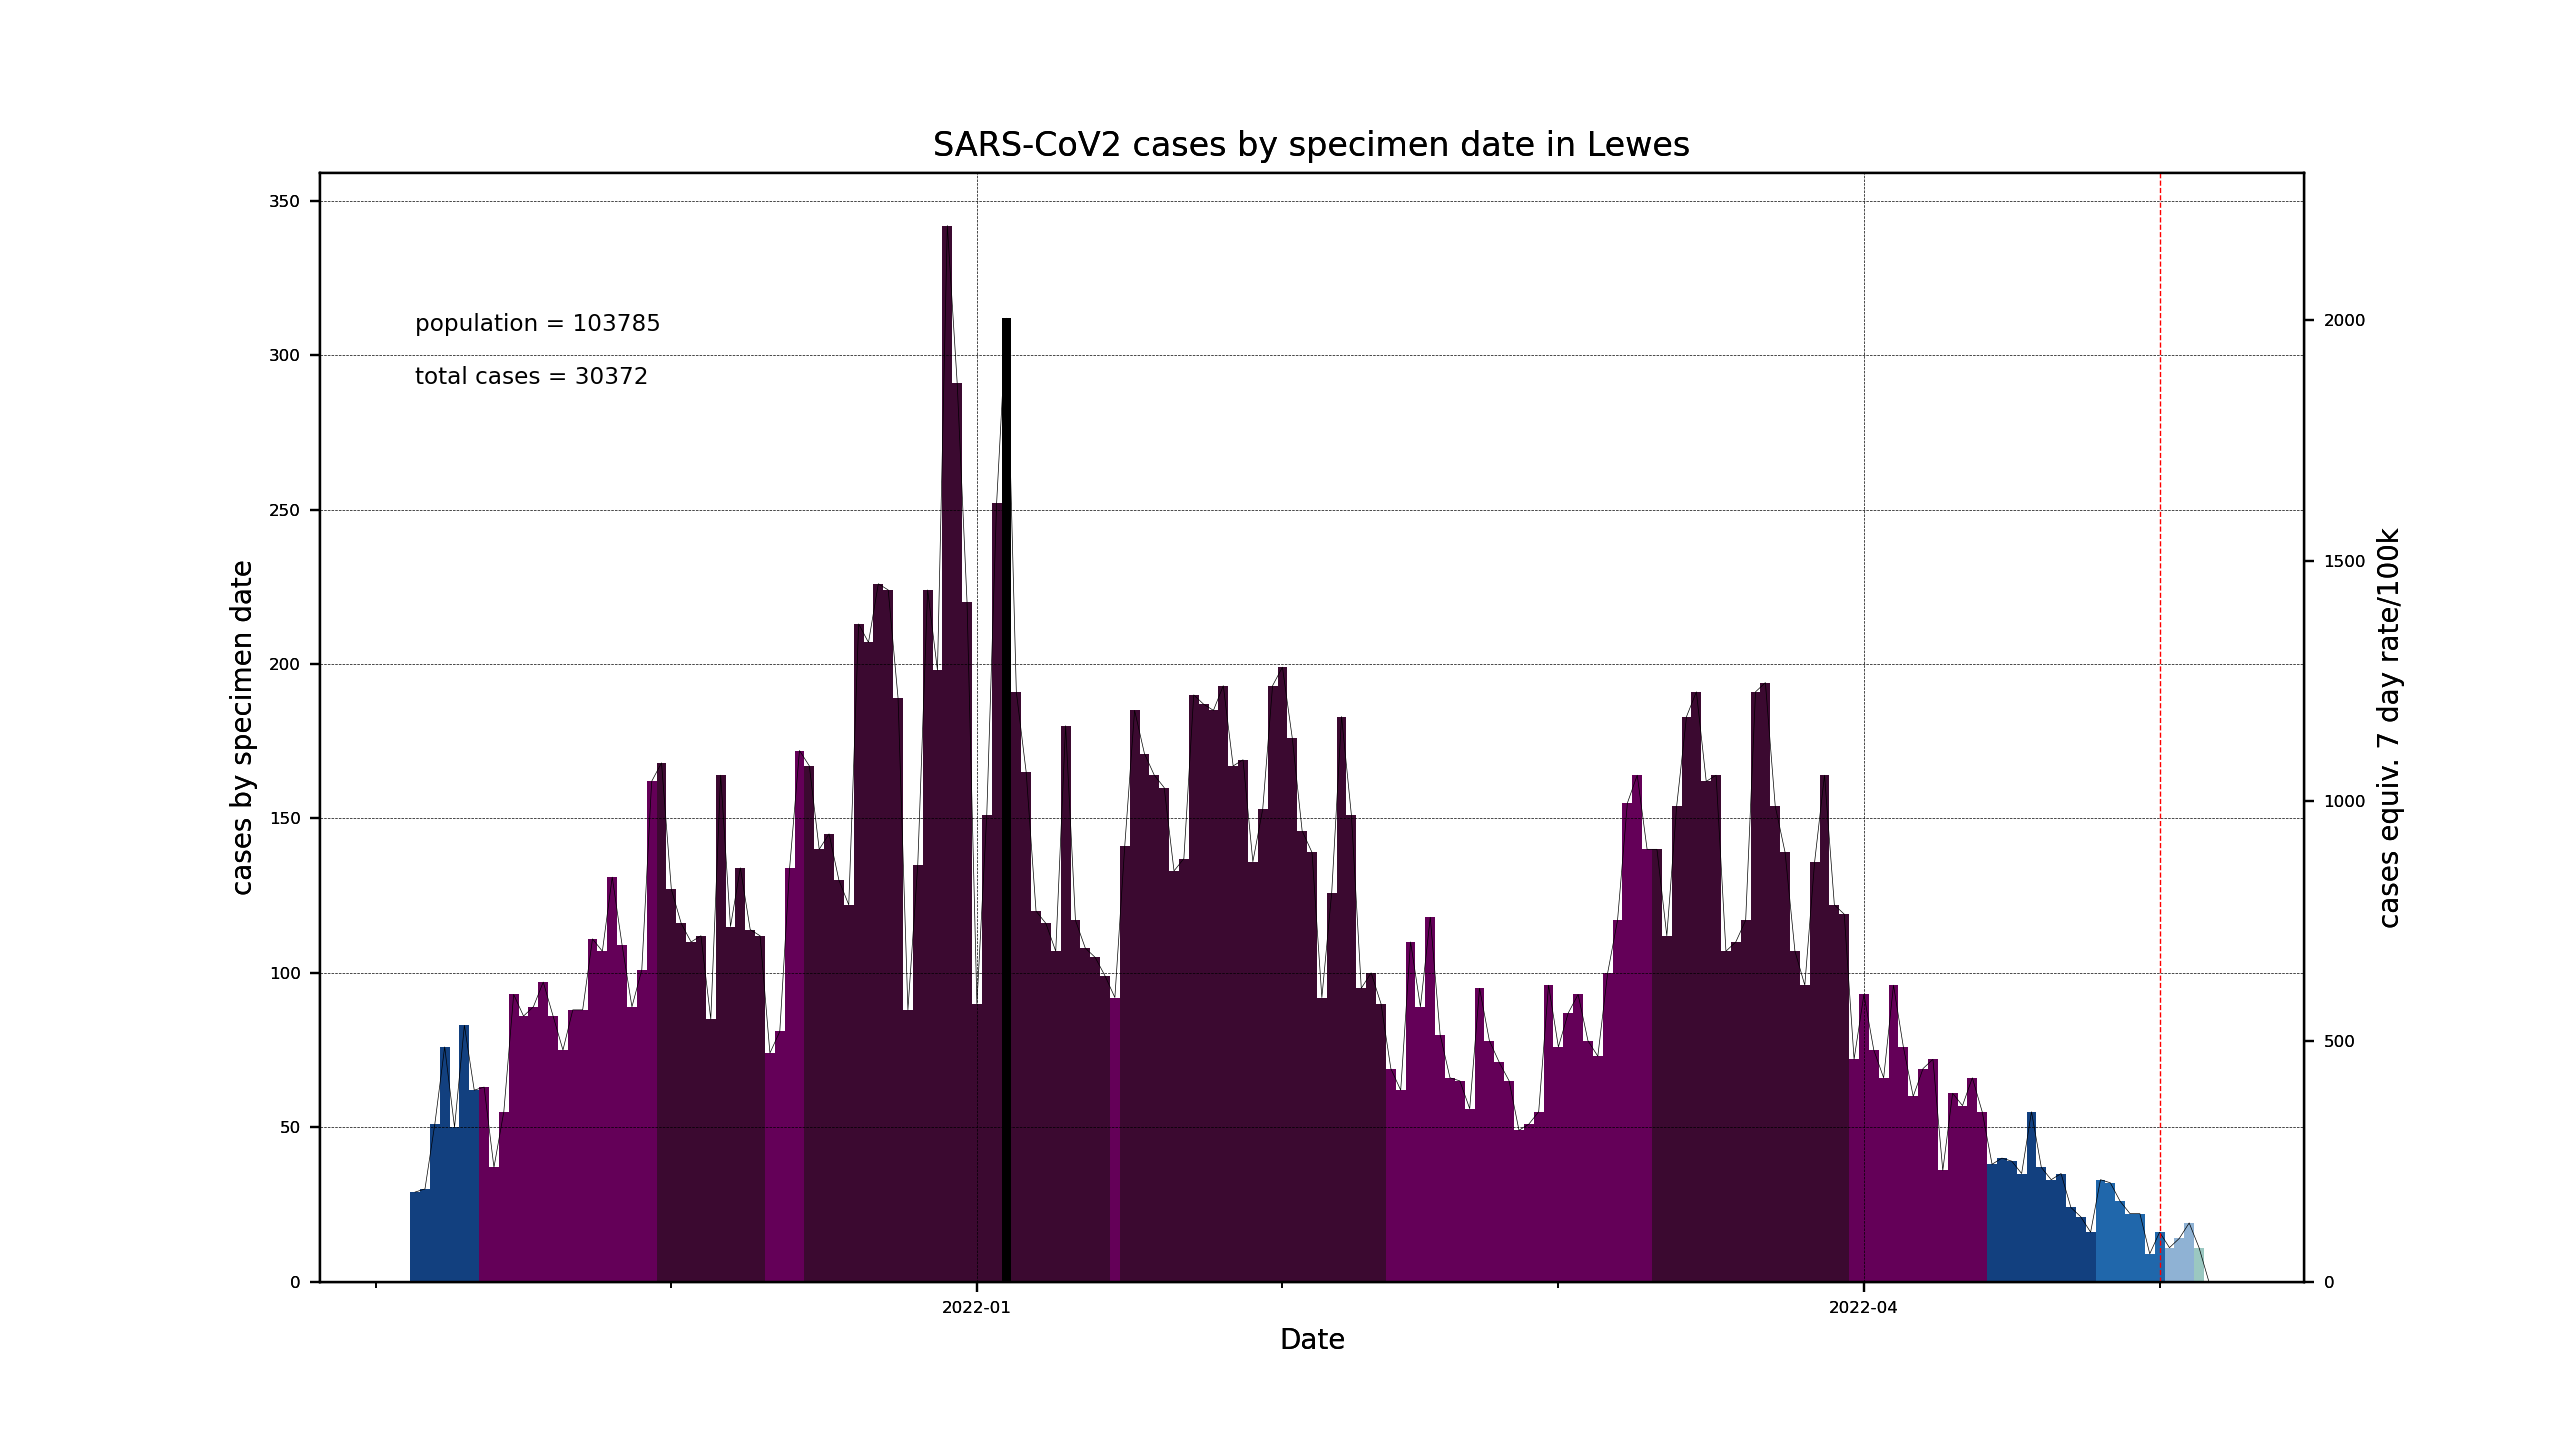 SARS-CoV2 cases by specimen date in Lewes
population = 103785
total cases = 30372
cases by specimen date
350
300
250
200
150
100
50
0
2000
1500
1000
500
0
cases equiv. 7 day rate/100k
2022-01
2022-04
Date